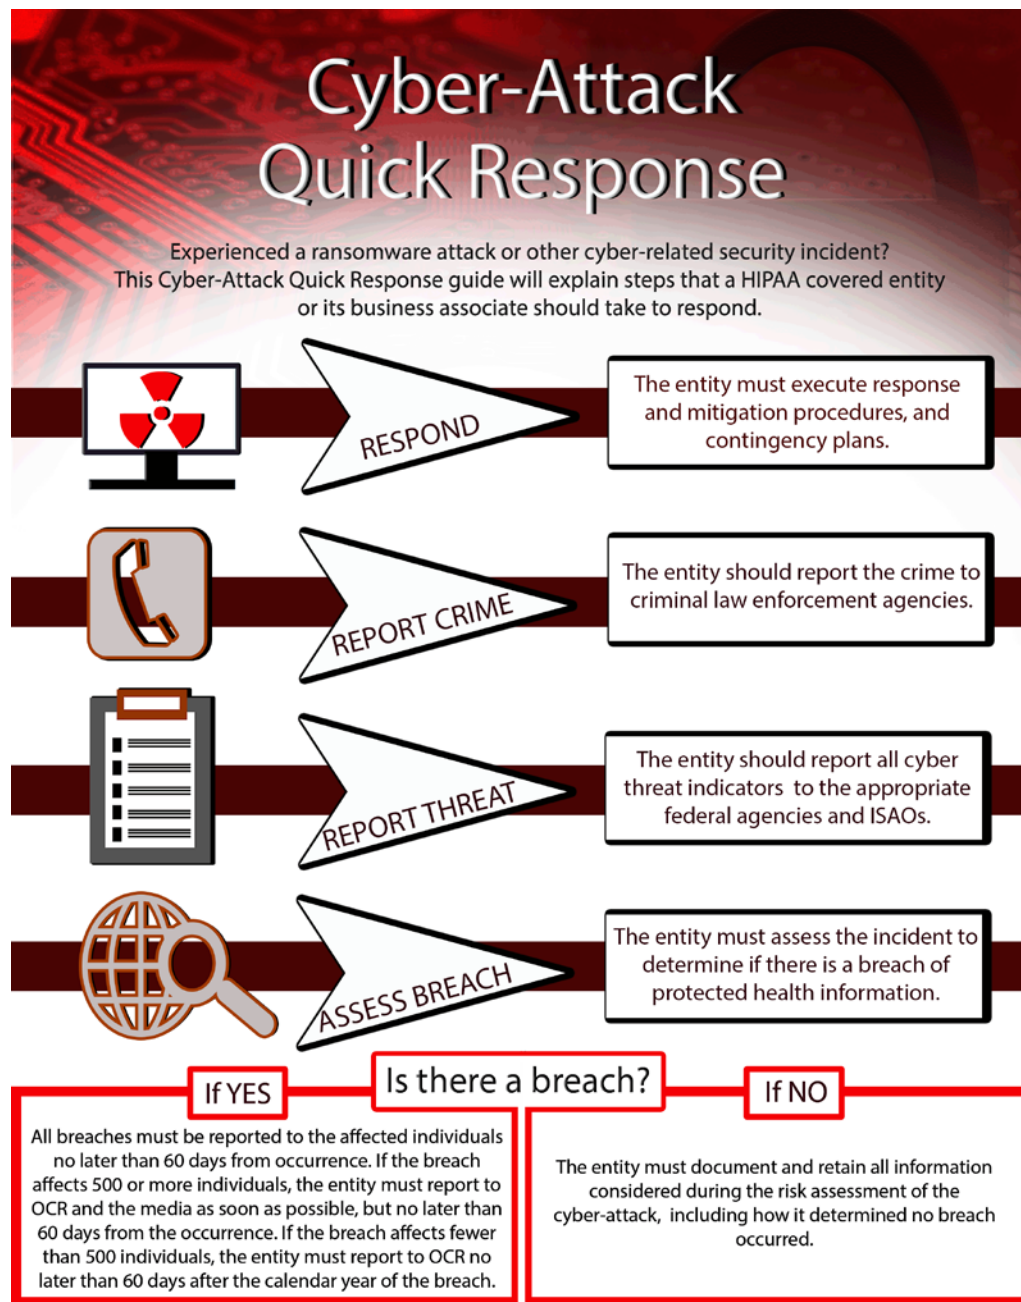 Cyber-Attack
Quick Response
Experienced a ransomware attack or other cyber-related security incident?
This Cyber-Attack Quick Response guide will explain steps that a HIPAA covered entity
or its business associate should take to respond.
RESPOND
The entity must execute response
and mitigation procedures, and
contingency plans.
REPORT CRIME
The entity should report the crime to
criminal law enforcement agencies.
REPORT THREAT
The entity should report all cyber
threat indicators to the appropriate
federal agencies and ISAOs.
ASSESS BREACH
The entity must assess the incident to
determine if there is a breach of
protected health information.
Is there a breach?
If YES
All breaches must be reported to the affected individuals
no later than 60 days from occurrence. If the breach
affects 500 or more individuals, the entity must report to
OCR and the media as soon as possible, but no later than
60 days from the occurrence. If the breach affects fewer
than 500 individuals, the entity must report to OCR no
later than 60 days after the calendar year of the breach.
If NO
The entity must document and retain all information
considered during the risk assessment of the
cyber-attack, including how it determined no breach
occurred.